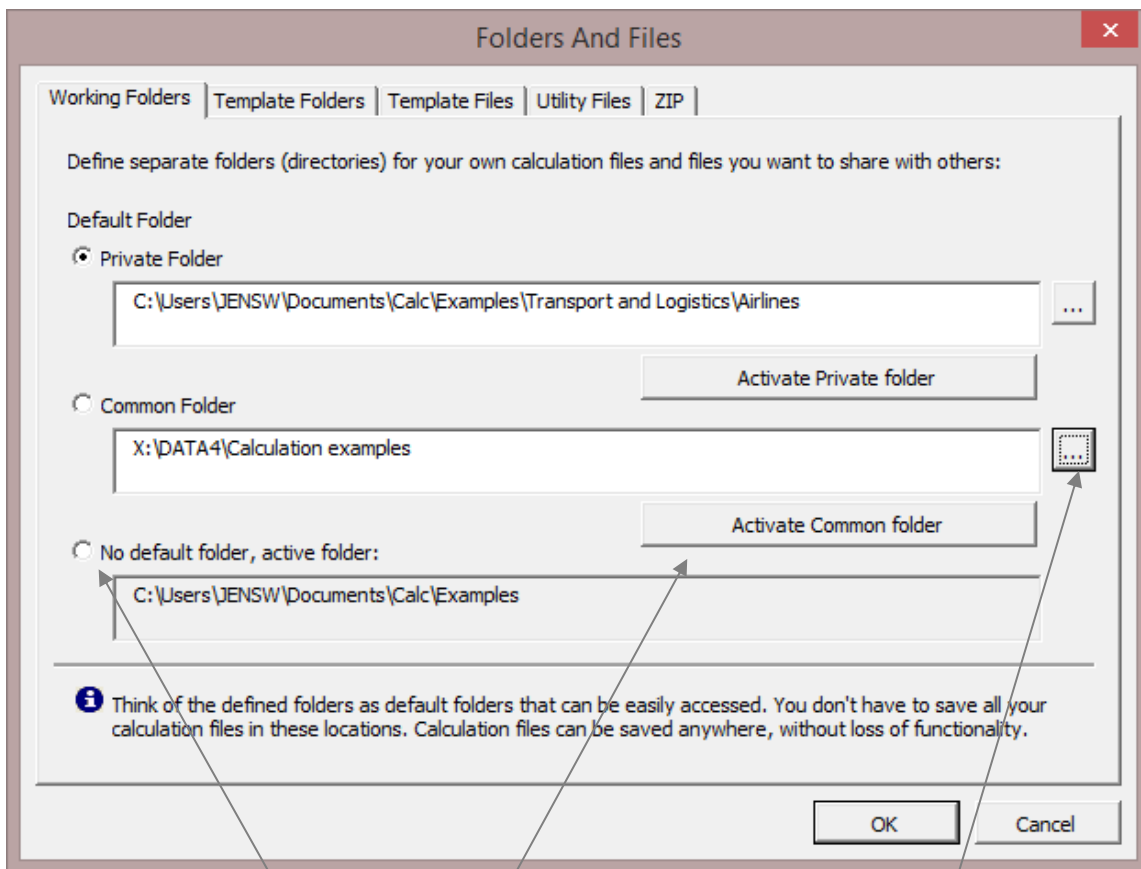 Folders And Files
Working Folders
Template Folders
Template Files
Utility Files
ZIP
Define separate folders (directories) for your own calculation files and files you want to share with others:
Default Folder
Private Folder
C:\Users\JENSW\Documents\Calc\Examples\Transport and Logistics\Airlines
...
Activate Private folder
Common Folder
X:\DATA4\Calculation examples
...
Activate Common folder
No default folder, active folder:
C:\Users\JENSW\Documents\Calc\Examples
Think of the defined folders as default folders that can be easily accessed. You don't have to save all your
calculation files in these locations. Calculation files can be saved anywhere, without loss of functionality.
OK
Cancel